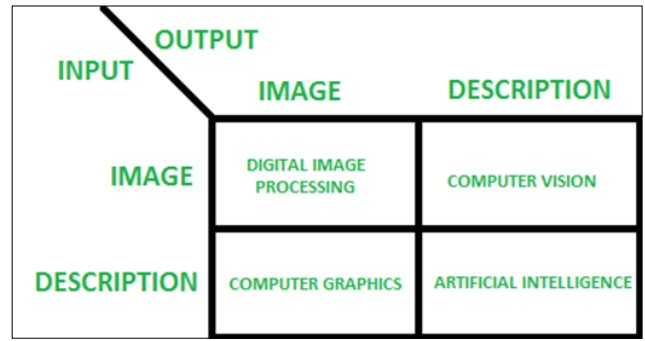 OUTPUT
INPUT
IMAGE DESCRIPTION
IMAGE DIGITAL IMAGE
PROCESSING COMPUTER VISION
DESCRIPTION COMPUTER GRAPHICS ARTIFICIAL INTELLIGENCE